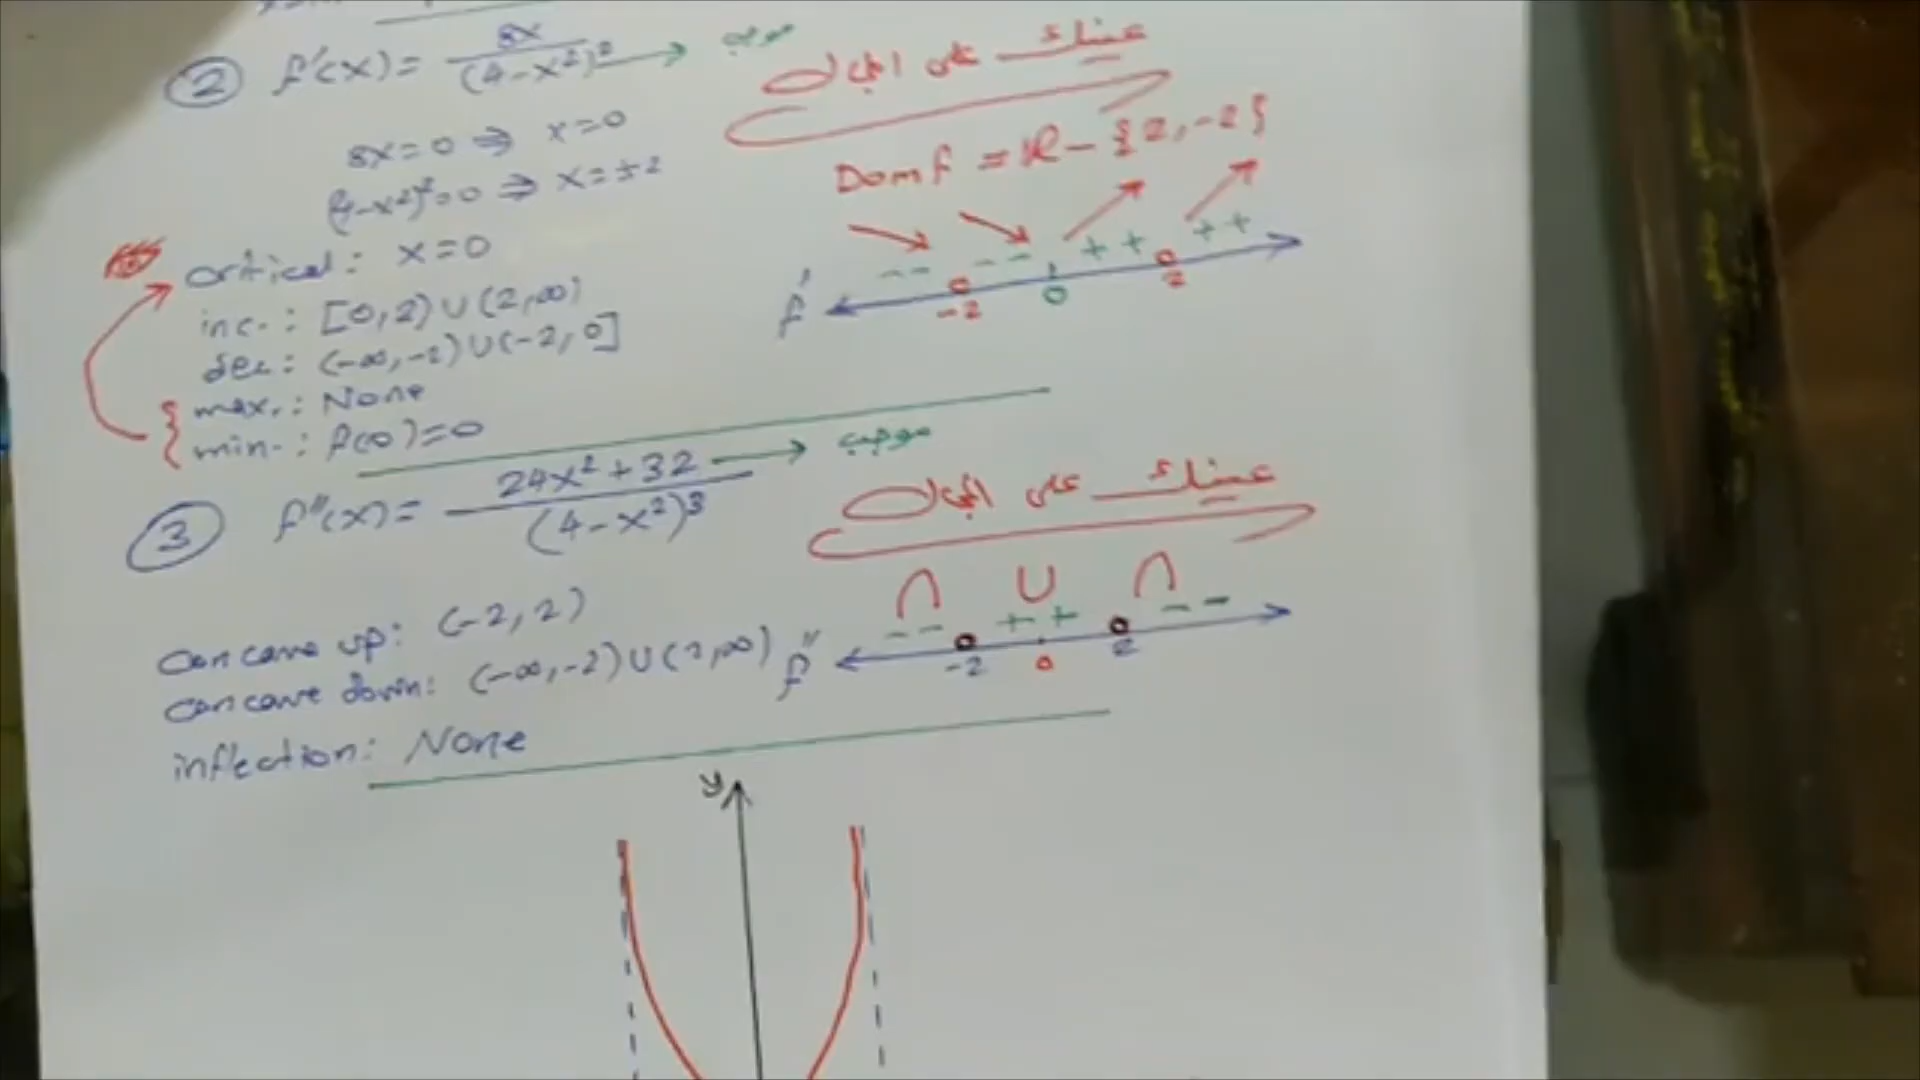 ② f'(x) = 8x / (4-x²)² → موجب
عينك على المجال
8x=0 ⇒ x=0
(4-x²)²=0 ⇒ x=±2
Dom f = ℝ - {2,-2}
critical: x=0
inc.: [0,2)∪(2,∞)
dec: (-∞,-2)∪(-2,0]
max.: None
min.: f(0)=0
-- -- ++ ++
f' -2 0 2
③ f''(x) = 24x²+32 / (4-x²)³ → موجب
عينك على المجال
∩ ∪ ∩
-- ++ --
f'' -2 0 2
concave up: (-2,2)
concave down: (-∞,-2)∪(2,∞)
inflection: None
y